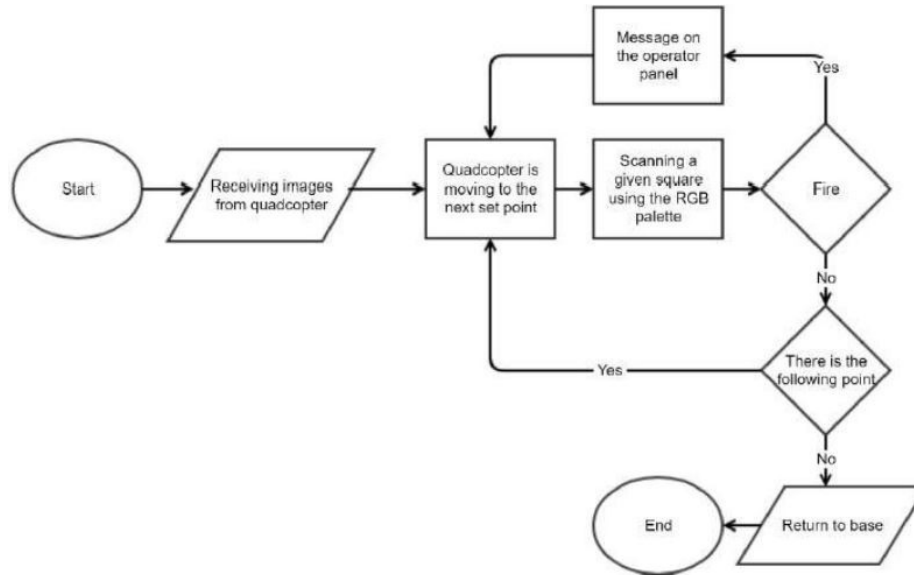 Message on
the operator
panel
Yes
Start
Receiving images
from quadcopter
Quadcopter is
moving to the
next set point
Scanning a
given square
using the RGB
palette
Fire
No
There is the
following point
Yes
No
End
Return to base